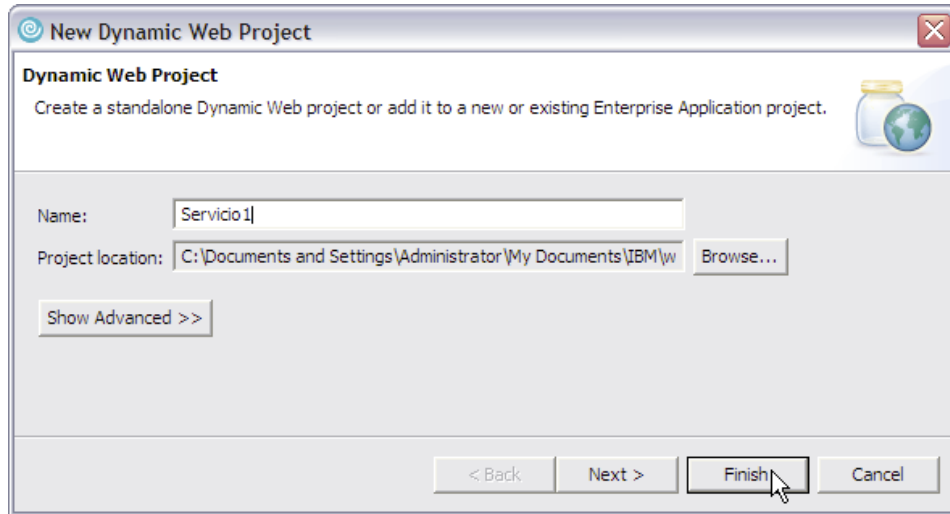 New Dynamic Web Project
Dynamic Web Project
Create a standalone Dynamic Web project or add it to a new or existing Enterprise Application project.
Name: Servicio1
Project location: C:\Documents and Settings\Administrator\My Documents\IBM\w Browse...
Show Advanced >>
< Back Next > Finish Cancel